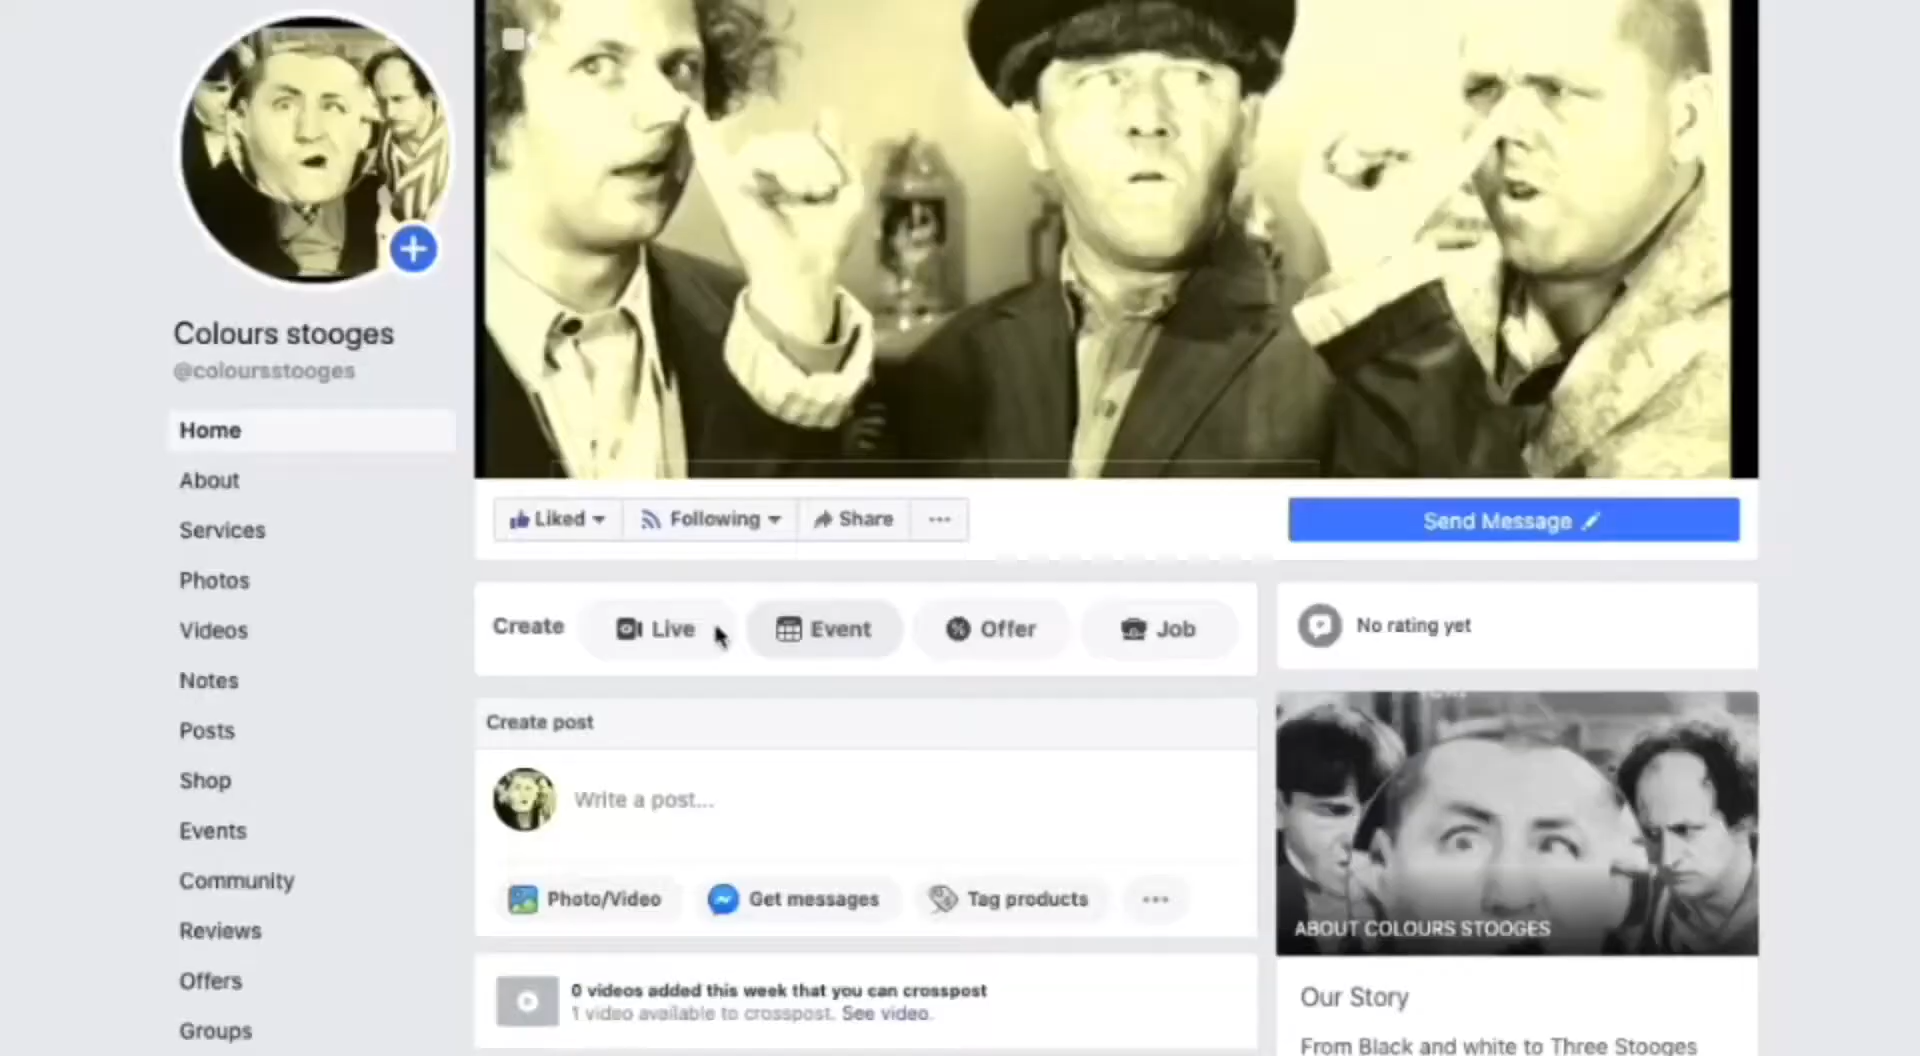 Colours stooges
@coloursstooges
Home
About
Services
Photos
Videos
Notes
Posts
Shop
Events
Community
Reviews
Offers
Groups
Liked
Following
Share
Send Message
Create
Live
Event
Offer
Job
No rating yet
Create post
Write a post...
Photo/Video
Get messages
Tag products
0 videos added this week that you can crosspost
1 video available to crosspost. See video.
ABOUT COLOURS STOOGES
Our Story
From Black and white to Three Stooges